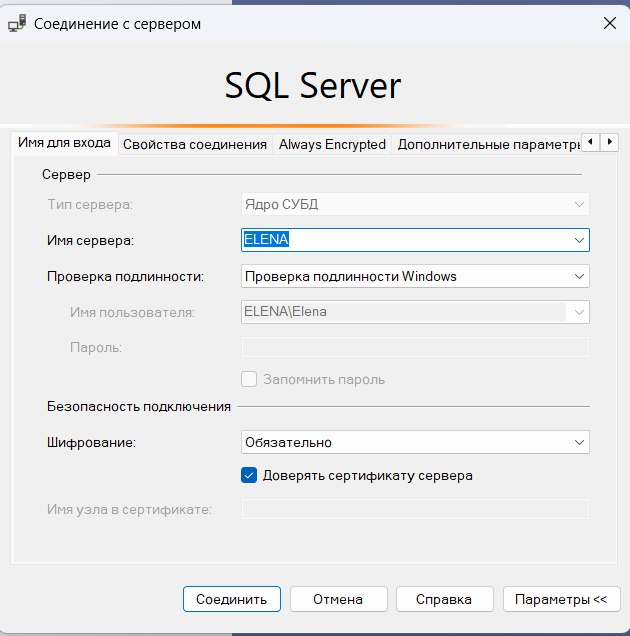 Соединение с сервером
SQL Server
Имя для входа Свойства соединения Always Encrypted Дополнительные параметры
Сервер
Тип сервера: Ядро СУБД
Имя сервера: ELENA
Проверка подлинности: Проверка подлинности Windows
Имя пользователя: ELENA\Elena
Пароль:
Запомнить пароль
Безопасность подключения
Шифрование: Обязательно
Доверять сертификату сервера
Имя узла в сертификате:
Соединить Отмена Справка Параметры <<